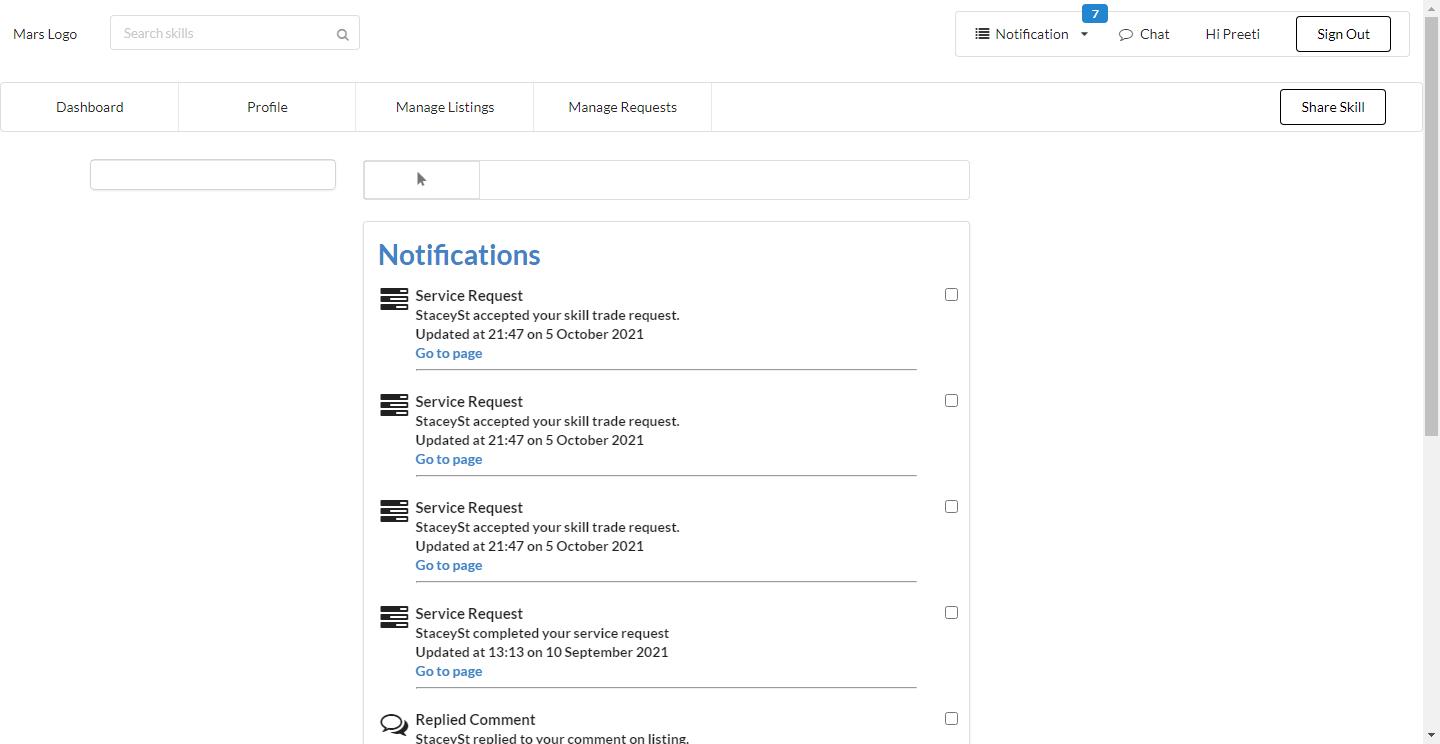 Mars Logo
Search skills
7
Notification
Chat
Hi Preeti
Sign Out
Dashboard
Profile
Manage Listings
Manage Requests
Share Skill
Notifications
Service Request
StaceySt accepted your skill trade request.
Updated at 21:47 on 5 October 2021
Go to page
Service Request
StaceySt accepted your skill trade request.
Updated at 21:47 on 5 October 2021
Go to page
Service Request
StaceySt accepted your skill trade request.
Updated at 21:47 on 5 October 2021
Go to page
Service Request
StaceySt completed your service request
Updated at 13:13 on 10 September 2021
Go to page
Replied Comment
StaceySt replied to your comment on listing.